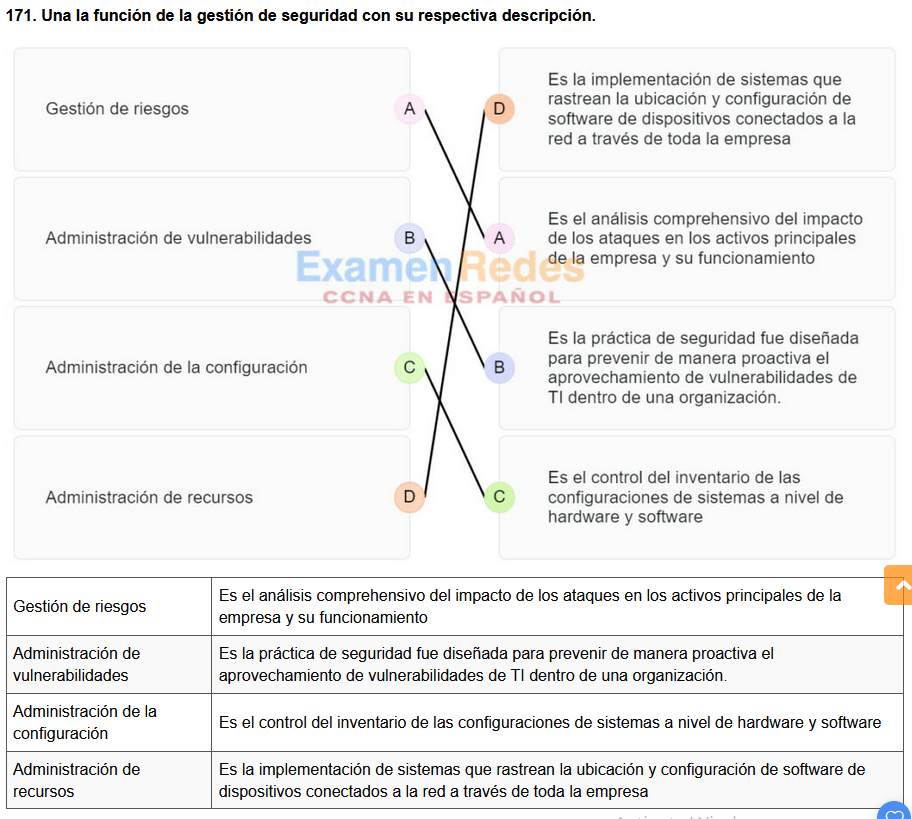 171. Una la función de la gestión de seguridad con su respectiva descripción.
Gestión de riesgos
A
D
Es la implementación de sistemas que
rastrean la ubicación y configuración de
software de dispositivos conectados a la
red a través de toda la empresa
Administración de vulnerabilidades
B
A
Es el análisis comprehensivo del impacto
de los ataques en los activos principales
de la empresa y su funcionamiento
Examen Redes
CCNA EN ESPAÑOL
Administración de la configuración
C
B
Es la práctica de seguridad fue diseñada
para prevenir de manera proactiva el
aprovechamiento de vulnerabilidades de
TI dentro de una organización.
Administración de recursos
D
C
Es el control del inventario de las
configuraciones de sistemas a nivel de
hardware y software
Gestión de riesgos
Es el análisis comprehensivo del impacto de los ataques en los activos principales de la
empresa y su funcionamiento
Administración de
vulnerabilidades
Es la práctica de seguridad fue diseñada para prevenir de manera proactiva el
aprovechamiento de vulnerabilidades de TI dentro de una organización.
Administración de la
configuración
Es el control del inventario de las configuraciones de sistemas a nivel de hardware y software
Administración de
recursos
Es la implementación de sistemas que rastrean la ubicación y configuración de software de
dispositivos conectados a la red a través de toda la empresa